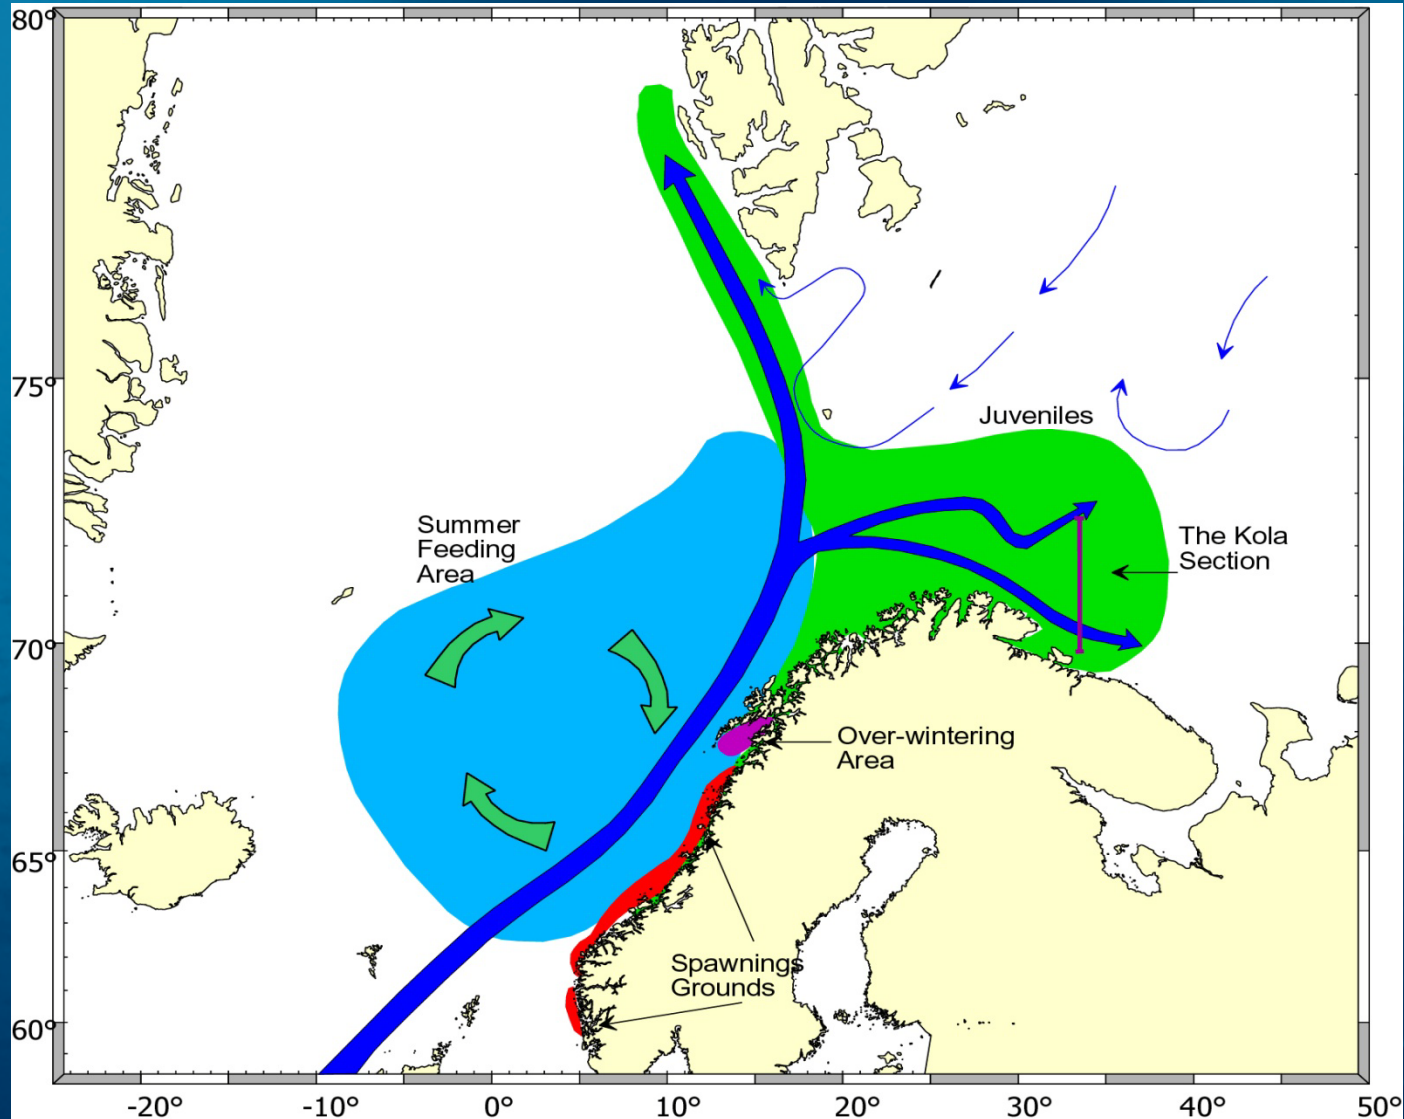 80°
75°
70°
65°
60°
Juveniles
Summer
Feeding
Area
The Kola
Section
Over-wintering
Area
Spawnings
Grounds
-20°
-10°
0°
10°
20°
30°
40°
50°